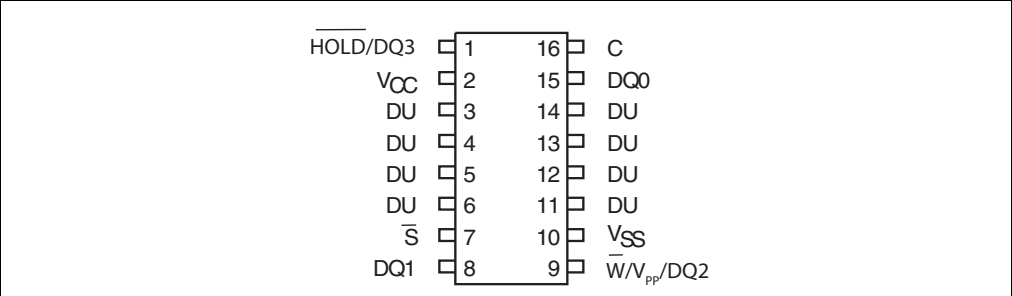 HOLD/DQ3 1 16 C
VCC 2 15 DQ0
DU 3 14 DU
DU 4 13 DU
DU 5 12 DU
DU 6 11 DU
S 7 10 VSS
DQ1 8 9 W/VPP/DQ2